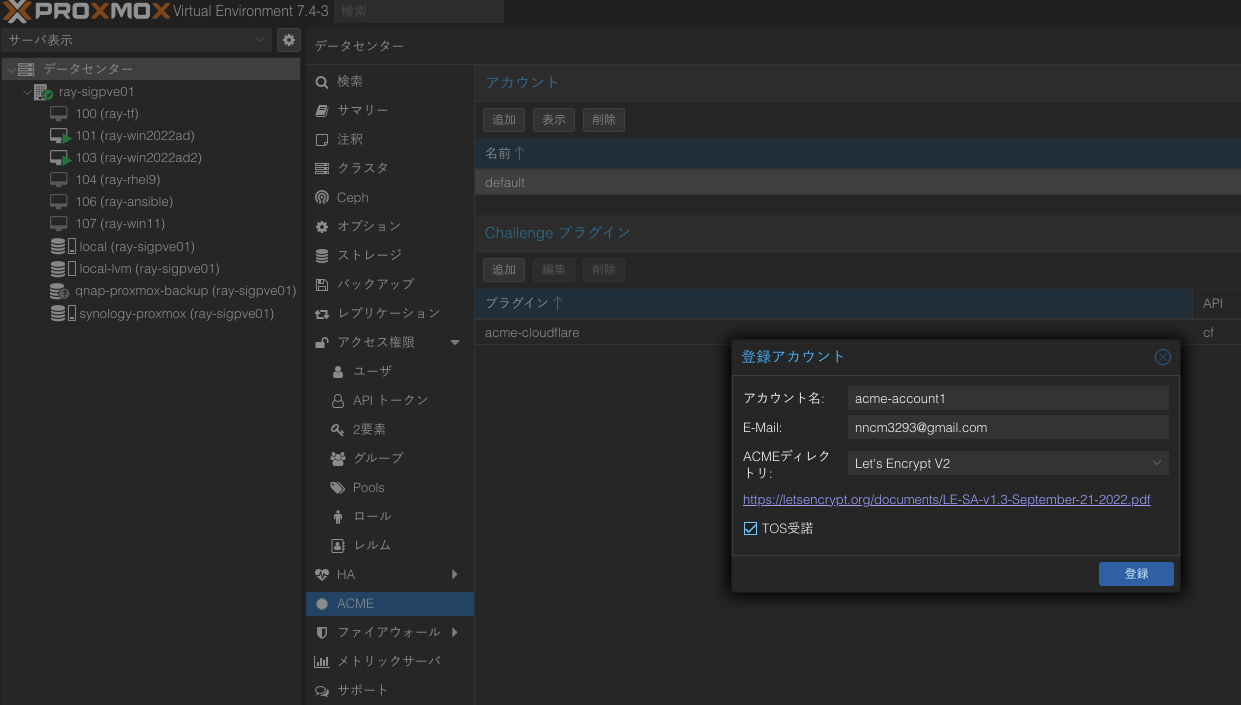 PROXMOX Virtual Environment 7.4-3 検索
サーバ表示
データセンター
ray-sigpve01
100 (ray-tf)
101 (ray-win2022ad)
103 (ray-win2022ad2)
104 (ray-rhel9)
106 (ray-ansible)
107 (ray-win11)
local (ray-sigpve01)
local-lvm (ray-sigpve01)
qnap-proxmox-backup (ray-sigpve01)
synology-proxmox (ray-sigpve01)
データセンター
検索
サマリー
注釈
クラスタ
Ceph
オプション
ストレージ
バックアップ
レプリケーション
アクセス権限
ユーザ
API トークン
2要素
グループ
Pools
ロール
レルム
HA
ACME
ファイアウォール
メトリックサーバ
サポート
アカウント
追加 表示 削除
名前 ↑
default
Challenge プラグイン
追加 編集 削除
プラグイン ↑ API
acme-cloudflare cf
登録アカウント
アカウント名: acme-account1
E-Mail: nncm3293@gmail.com
ACMEディレク
トリ: Let's Encrypt V2
https://letsencrypt.org/documents/LE-SA-v1.3-September-21-2022.pdf
TOS受諾
登録